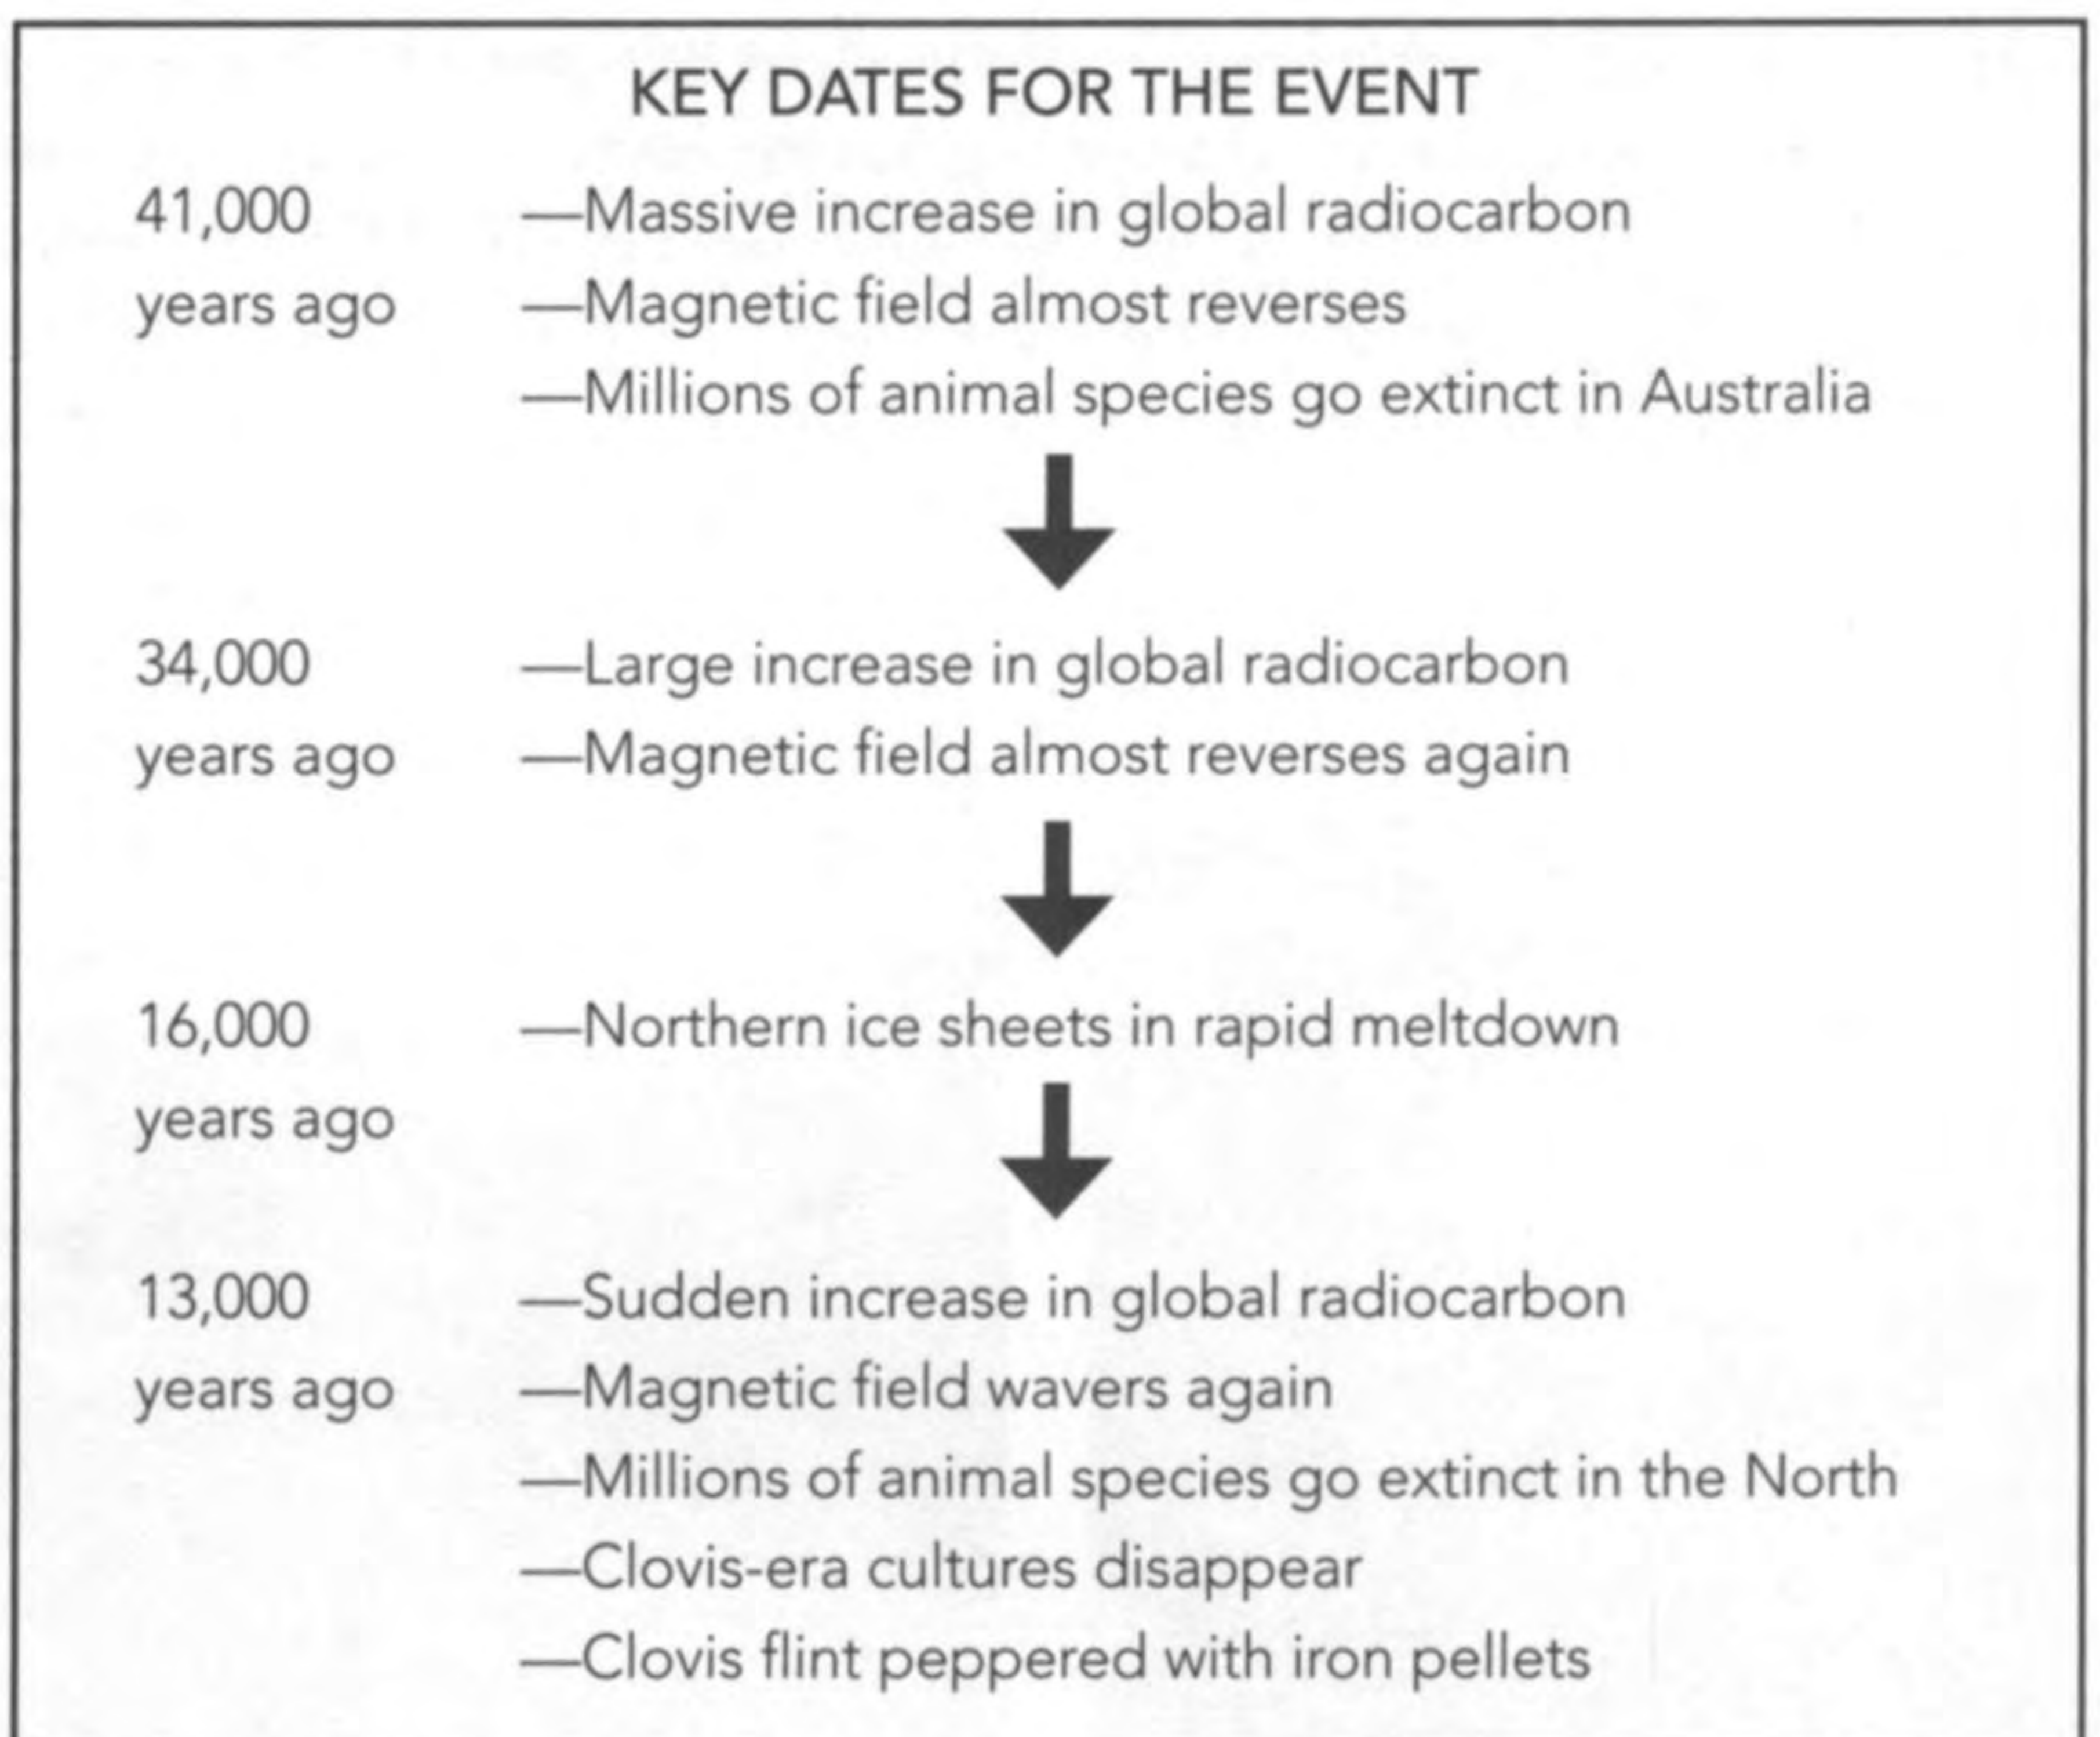 KEY DATES FOR THE EVENT
41,000 —Massive increase in global radiocarbon
years ago —Magnetic field almost reverses
—Millions of animal species go extinct in Australia
34,000 —Large increase in global radiocarbon
years ago —Magnetic field almost reverses again
16,000 —Northern ice sheets in rapid meltdown
years ago
13,000 —Sudden increase in global radiocarbon
years ago —Magnetic field wavers again
—Millions of animal species go extinct in the North
—Clovis-era cultures disappear
—Clovis flint peppered with iron pellets